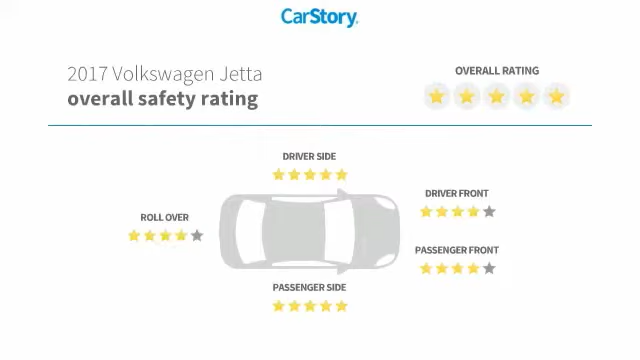 CarStory.
2017 Volkswagen Jetta
overall safety rating
OVERALL RATING
DRIVER SIDE
DRIVER FRONT
ROLL OVER
PASSENGER FRONT
PASSENGER SIDE